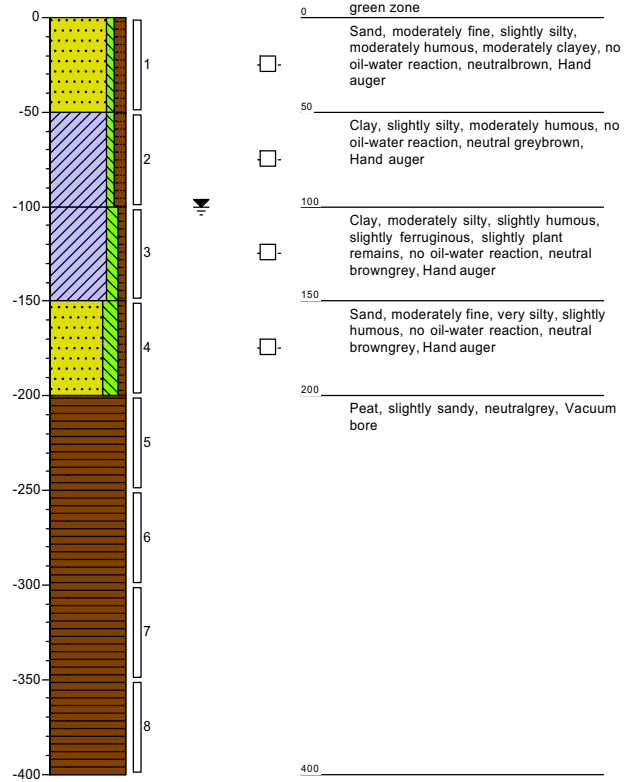 green zone
0
0
Sand, moderately fine, slightly silty,
moderately humous, moderately clayey, no
oil-water reaction, neutralbrown, Hand
auger
1
-50
50
Clay, slightly silty, moderately humous, no
oil-water reaction, neutral greybrown,
Hand auger
2
-100
100
Clay, moderately silty, slightly humous,
slightly ferruginous, slightly plant
remains, no oil-water reaction, neutral
browngrey, Hand auger
3
-150
150
Sand, moderately fine, very silty, slightly
humous, no oil-water reaction, neutral
browngrey, Hand auger
4
-200
200
Peat, slightly sandy, neutralgrey, Vacuum
bore
5
-250
6
-300
7
-350
8
-400
400